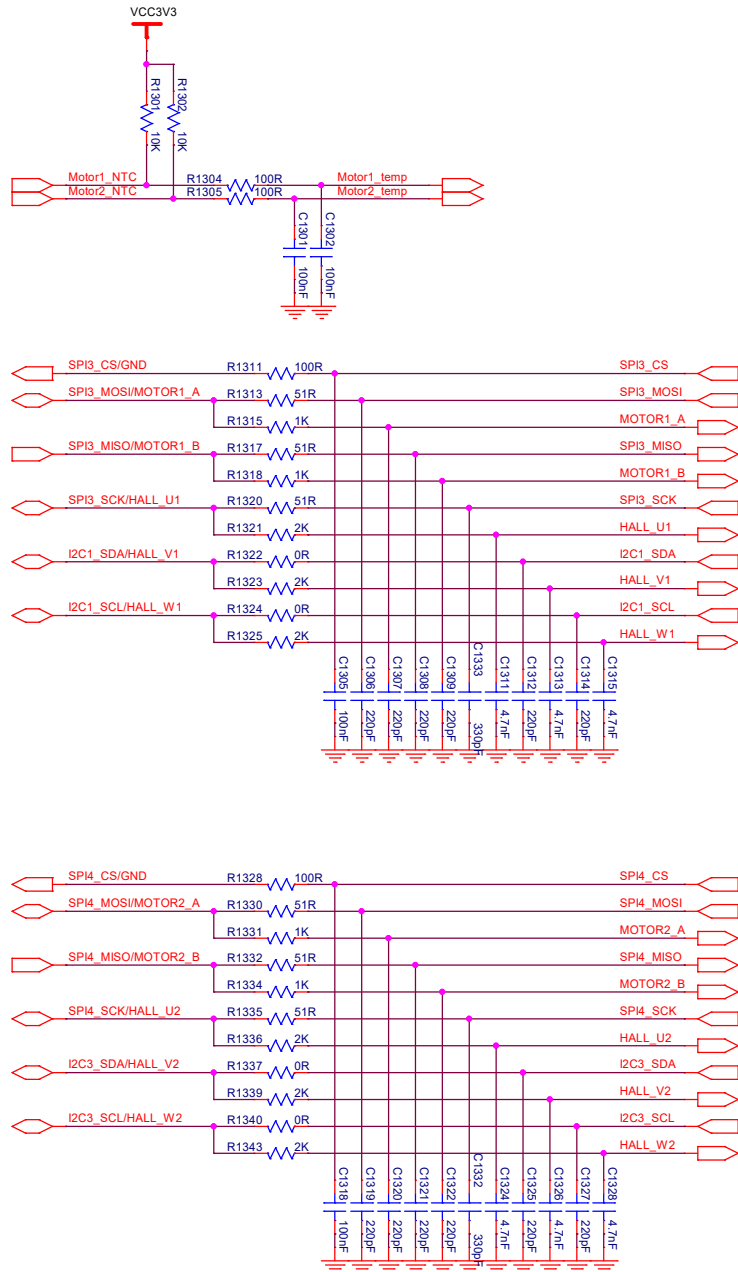 VCC3V3
R1301 10K
R1302 10K
Motor1_NTC R1304 100R Motor1_temp
Motor2_NTC R1305 100R Motor2_temp
C1301 100nF
C1302 100nF
SPI3_CS/GND R1311 100R SPI3_CS
SPI3_MOSI/MOTOR1_A R1313 51R SPI3_MOSI
R1315 1K MOTOR1_A
SPI3_MISO/MOTOR1_B R1317 51R SPI3_MISO
R1318 1K MOTOR1_B
SPI3_SCK/HALL_U1 R1320 51R SPI3_SCK
R1321 2K HALL_U1
I2C1_SDA/HALL_V1 R1322 0R I2C1_SDA
R1323 2K HALL_V1
I2C1_SCL/HALL_W1 R1324 0R I2C1_SCL
R1325 2K HALL_W1
C1305 100nF
C1306 220pF
C1307 220pF
C1308 220pF
C1309 220pF
C1333 330pF
C1311 4.7nF
C1312 220pF
C1313 4.7nF
C1314 220pF
C1315 4.7nF
SPI4_CS/GND R1328 100R SPI4_CS
SPI4_MOSI/MOTOR2_A R1330 51R SPI4_MOSI
R1331 1K MOTOR2_A
SPI4_MISO/MOTOR2_B R1332 51R SPI4_MISO
R1334 1K MOTOR2_B
SPI4_SCK/HALL_U2 R1335 51R SPI4_SCK
R1336 2K HALL_U2
I2C3_SDA/HALL_V2 R1337 0R I2C3_SDA
R1339 2K HALL_V2
I2C3_SCL/HALL_W2 R1340 0R I2C3_SCL
R1343 2K HALL_W2
C1318 100nF
C1319 220pF
C1320 220pF
C1321 220pF
C1322 220pF
C1332 330pF
C1324 4.7nF
C1325 220pF
C1326 4.7nF
C1327 220pF
C1328 4.7nF